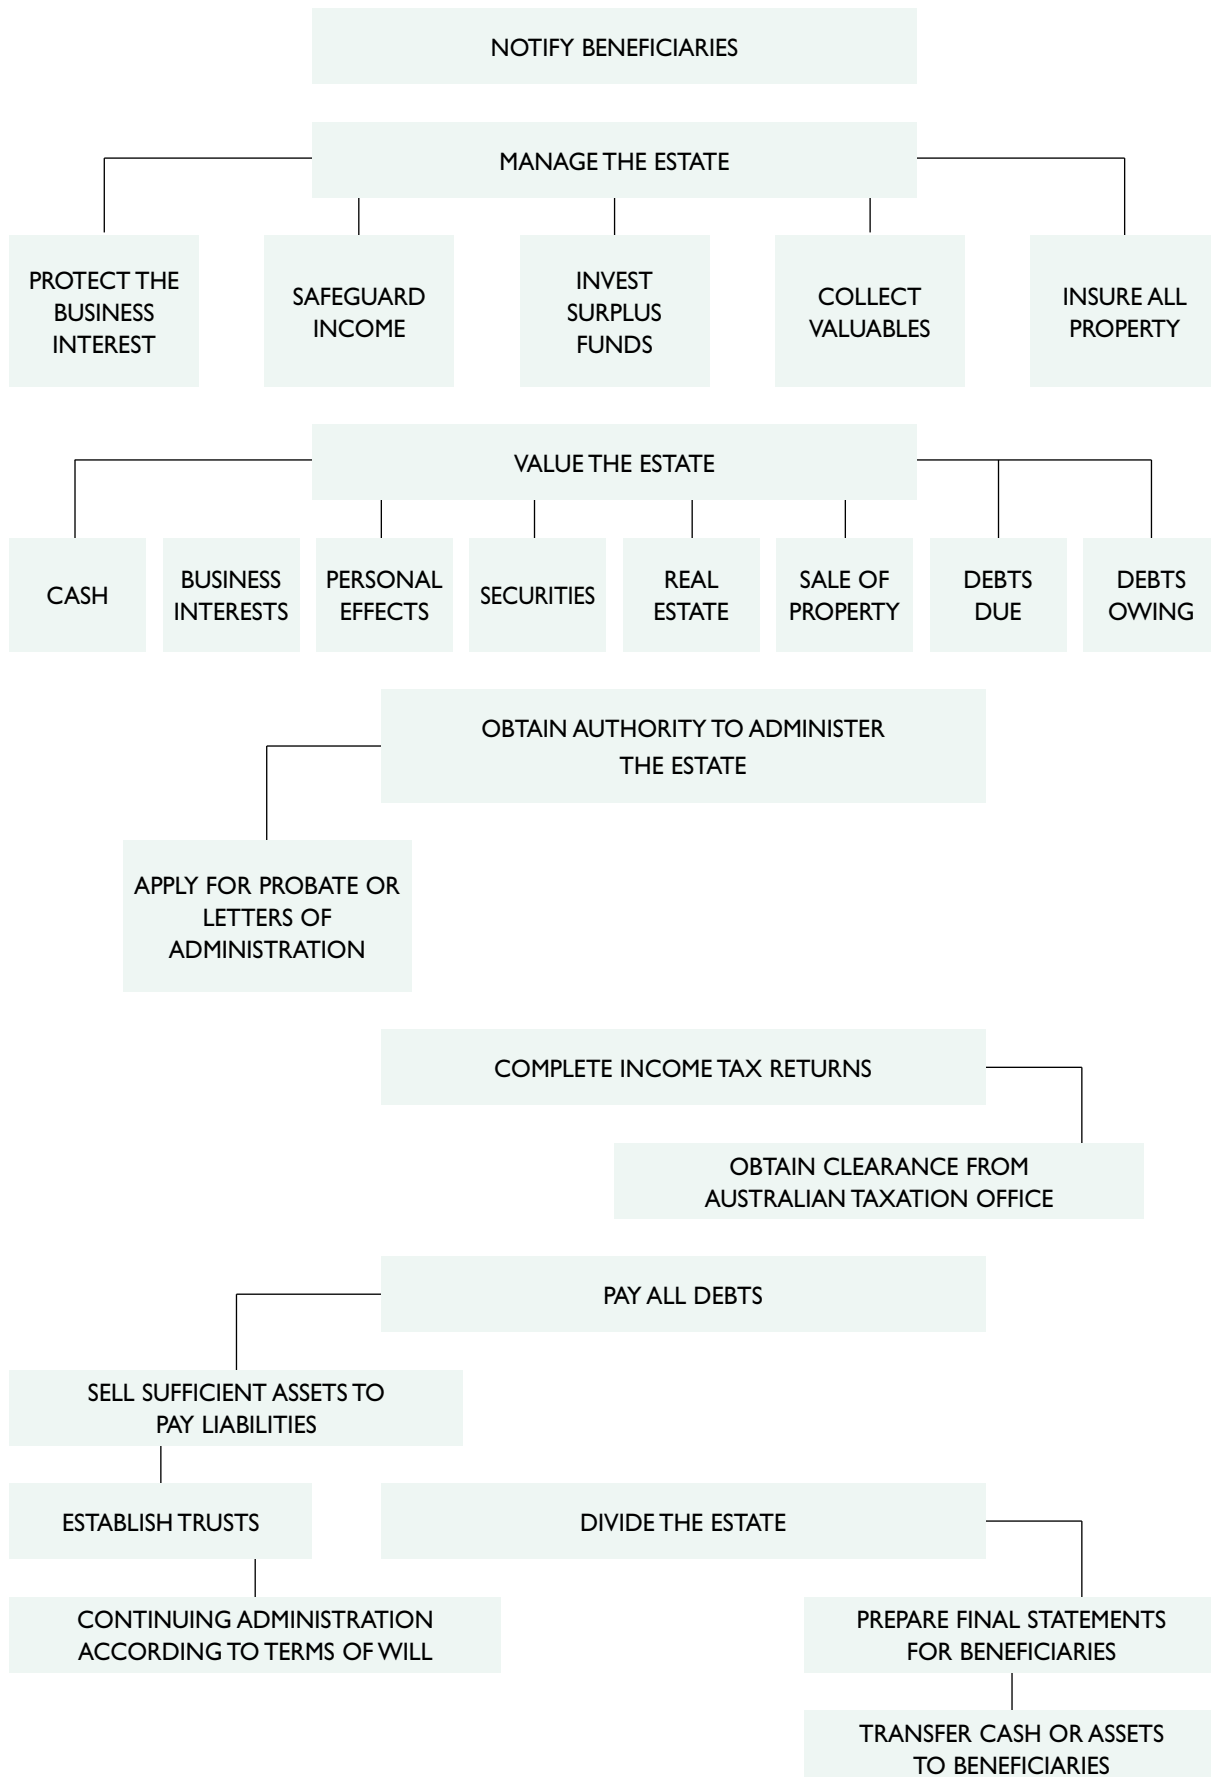 NOTIFY BENEFICIARIES
MANAGE THE ESTATE
PROTECT THE
BUSINESS
INTEREST
SAFEGUARD
INCOME
INVEST
SURPLUS
FUNDS
COLLECT
VALUABLES
INSURE ALL
PROPERTY
VALUE THE ESTATE
CASH
BUSINESS
INTERESTS
PERSONAL
EFFECTS
SECURITIES
REAL
ESTATE
SALE OF
PROPERTY
DEBTS
DUE
DEBTS
OWING
OBTAIN AUTHORITY TO ADMINISTER
THE ESTATE
APPLY FOR PROBATE OR
LETTERS OF
ADMINISTRATION
COMPLETE INCOME TAX RETURNS
OBTAIN CLEARANCE FROM
AUSTRALIAN TAXATION OFFICE
PAY ALL DEBTS
SELL SUFFICIENT ASSETS TO
PAY LIABILITIES
ESTABLISH TRUSTS
DIVIDE THE ESTATE
CONTINUING ADMINISTRATION
ACCORDING TO TERMS OF WILL
PREPARE FINAL STATEMENTS
FOR BENEFICIARIES
TRANSFER CASH OR ASSETS
TO BENEFICIARIES